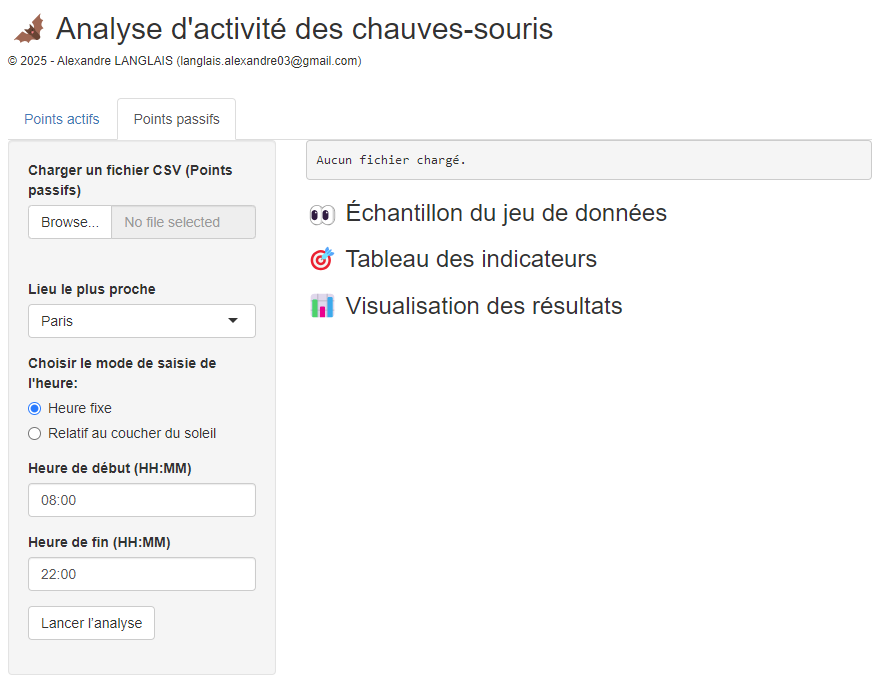 Analyse d'activité des chauves-souris
© 2025 - Alexandre LANGLAIS (langlais.alexandre03@gmail.com)
Points actifs
Points passifs
Charger un fichier CSV (Points
passifs)
Browse...
No file selected
Lieu le plus proche
Paris
Choisir le mode de saisie de
l'heure:
Heure fixe
Relatif au coucher du soleil
Heure de début (HH:MM)
08:00
Heure de fin (HH:MM)
22:00
Lancer l'analyse
Aucun fichier chargé.
Échantillon du jeu de données
Tableau des indicateurs
Visualisation des résultats